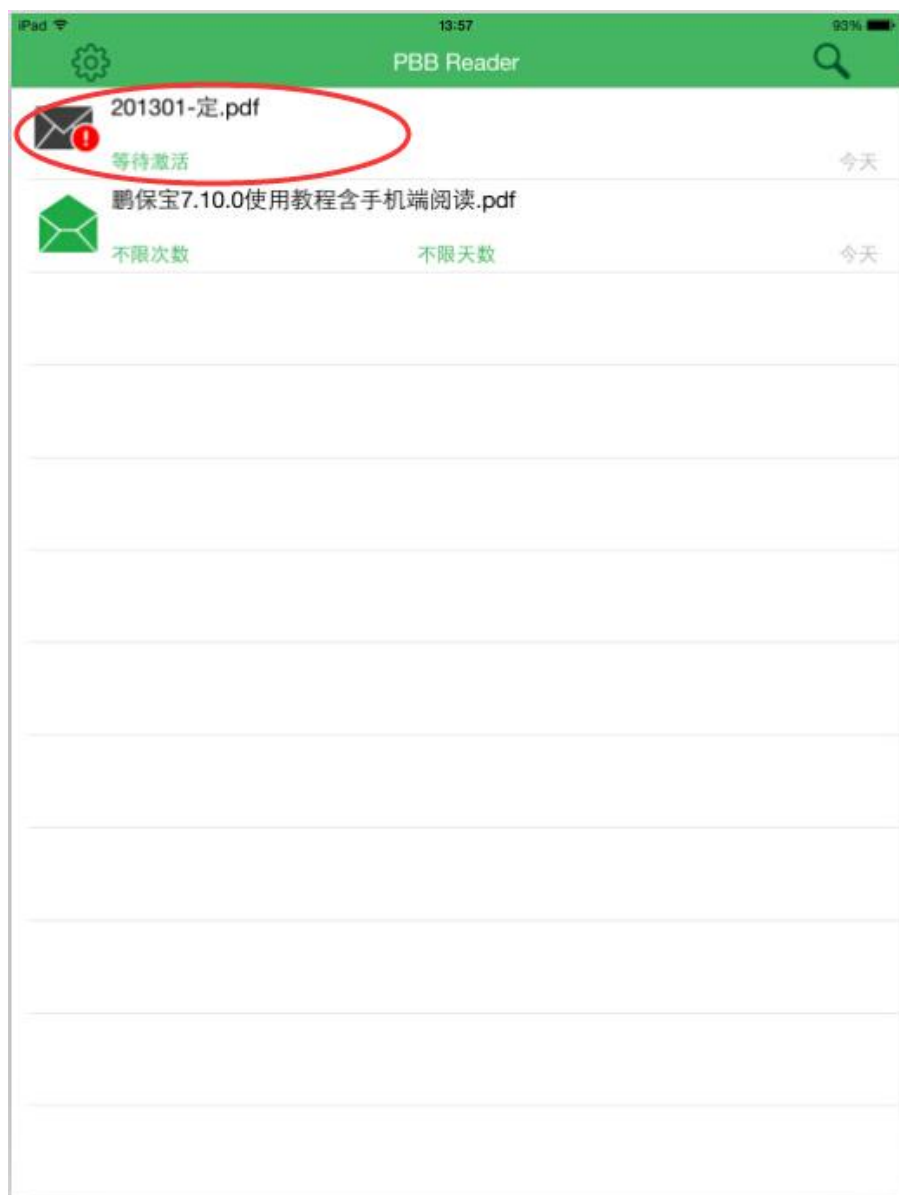 iPad 13:57 93%
PBB Reader
201301-定.pdf
等待激活 今天
鹏保宝7.10.0使用教程含手机端阅读.pdf
不限次数 不限天数 今天